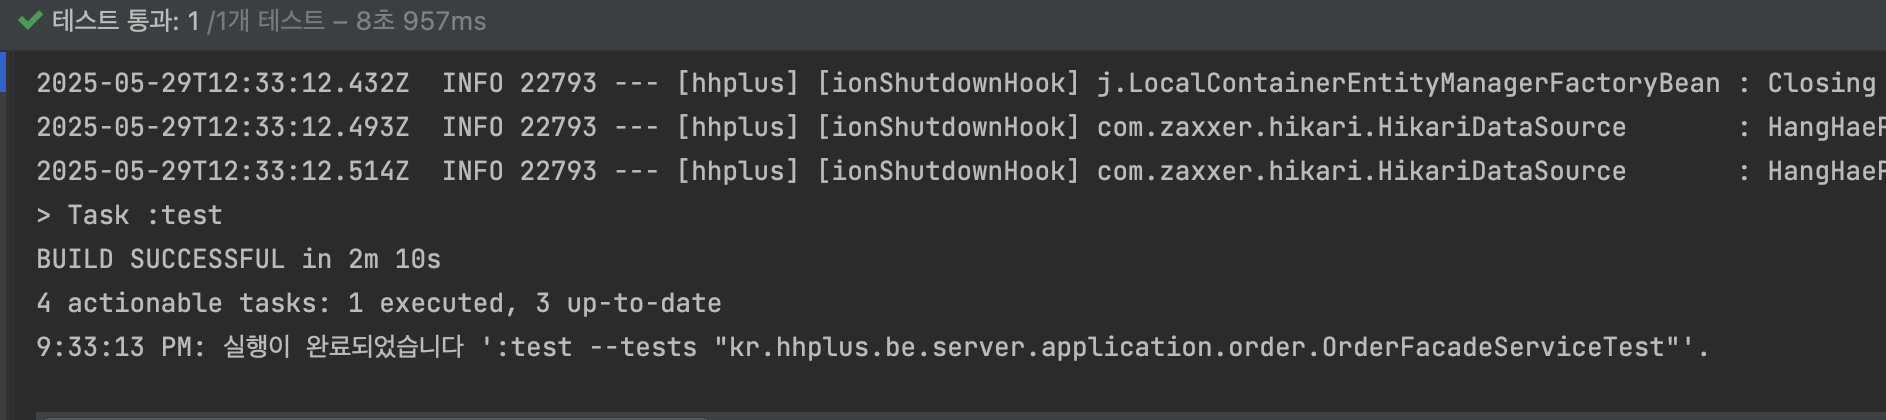 테스트 통과: 1 /1개 테스트 – 8초 957ms
2025-05-29T12:33:12.432Z  INFO 22793 --- [hhplus] [ionShutdownHook] j.LocalContainerEntityManagerFactoryBean : Closing
2025-05-29T12:33:12.493Z  INFO 22793 --- [hhplus] [ionShutdownHook] com.zaxxer.hikari.HikariDataSource       : HangHae
2025-05-29T12:33:12.514Z  INFO 22793 --- [hhplus] [ionShutdownHook] com.zaxxer.hikari.HikariDataSource       : HangHae
> Task :test
BUILD SUCCESSFUL in 2m 10s
4 actionable tasks: 1 executed, 3 up-to-date
9:33:13 PM: 실행이 완료되었습니다 ':test --tests "kr.hhplus.be.server.application.order.OrderFacadeServiceTest"'.